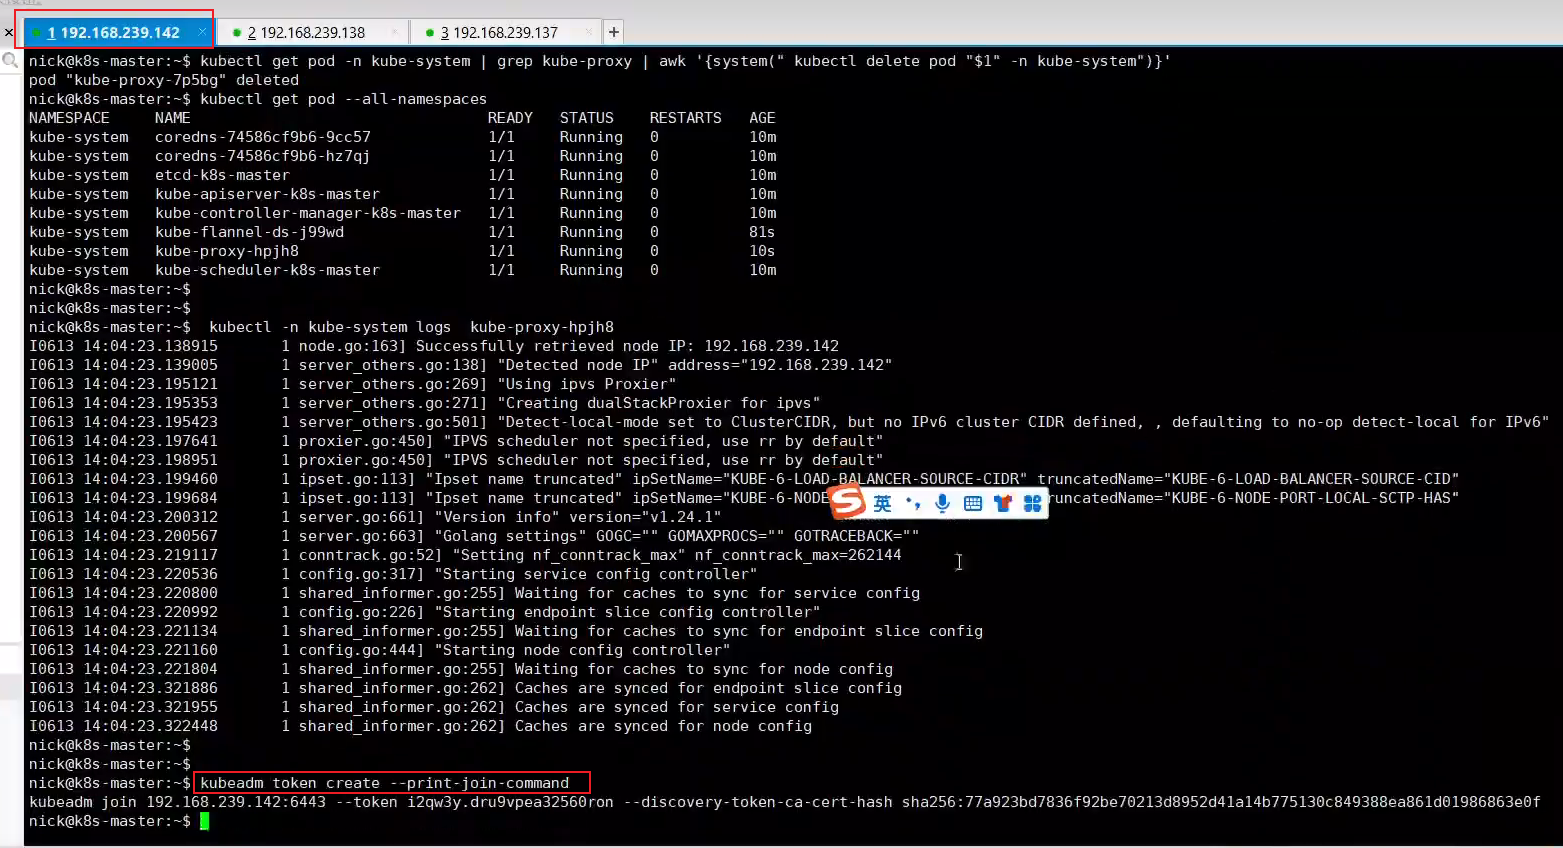 1 192.168.239.142
2 192.168.239.138
3 192.168.239.137
nick@k8s-master:~$ kubectl get pod -n kube-system | grep kube-proxy | awk '{system(" kubectl delete pod "$1" -n kube-system")}'
pod "kube-proxy-7p5bg" deleted
nick@k8s-master:~$ kubectl get pod --all-namespaces
NAMESPACE NAME READY STATUS RESTARTS AGE
kube-system coredns-74586cf9b6-9cc57 1/1 Running 0 10m
kube-system coredns-74586cf9b6-hz7qj 1/1 Running 0 10m
kube-system etcd-k8s-master 1/1 Running 0 10m
kube-system kube-apiserver-k8s-master 1/1 Running 0 10m
kube-system kube-controller-manager-k8s-master 1/1 Running 0 10m
kube-system kube-flannel-ds-j99wd 1/1 Running 0 81s
kube-system kube-proxy-hpjh8 1/1 Running 0 10s
kube-system kube-scheduler-k8s-master 1/1 Running 0 10m
nick@k8s-master:~$
nick@k8s-master:~$
nick@k8s-master:~$ kubectl -n kube-system logs kube-proxy-hpjh8
I0613 14:04:23.138915 1 node.go:163] Successfully retrieved node IP: 192.168.239.142
I0613 14:04:23.139005 1 server_others.go:138] "Detected node IP" address="192.168.239.142"
I0613 14:04:23.195121 1 server_others.go:269] "Using ipvs Proxier"
I0613 14:04:23.195353 1 server_others.go:271] "Creating dualStackProxier for ipvs"
I0613 14:04:23.195423 1 server_others.go:501] "Detect-local-mode set to ClusterCIDR, but no IPv6 cluster CIDR defined, , defaulting to no-op detect-local for IPv6"
I0613 14:04:23.197641 1 proxier.go:450] "IPVS scheduler not specified, use rr by default"
I0613 14:04:23.198951 1 proxier.go:450] "IPVS scheduler not specified, use rr by default"
I0613 14:04:23.199460 1 ipset.go:113] "Ipset name truncated" ipSetName="KUBE-6-LOAD-BALANCER-SOURCE-CIDR" truncatedName="KUBE-6-LOAD-BALANCER-SOURCE-CID"
I0613 14:04:23.199684 1 ipset.go:113] "Ipset name truncated" ipSetName="KUBE-6-NODE runcatedName="KUBE-6-NODE-PORT-LOCAL-SCTP-HAS"
英
I0613 14:04:23.200312 1 server.go:661] "Version info" version="v1.24.1"
I0613 14:04:23.200567 1 server.go:663] "Golang settings" GOGC="" GOMAXPROCS="" GOTRACEBACK=""
I0613 14:04:23.219117 1 conntrack.go:52] "Setting nf_conntrack_max" nf_conntrack_max=262144
I0613 14:04:23.220536 1 config.go:317] "Starting service config controller"
I0613 14:04:23.220800 1 shared_informer.go:255] Waiting for caches to sync for service config
I0613 14:04:23.220992 1 config.go:226] "Starting endpoint slice config controller"
I0613 14:04:23.221134 1 shared_informer.go:255] Waiting for caches to sync for endpoint slice config
I0613 14:04:23.221160 1 config.go:444] "Starting node config controller"
I0613 14:04:23.221804 1 shared_informer.go:255] Waiting for caches to sync for node config
I0613 14:04:23.321886 1 shared_informer.go:262] Caches are synced for endpoint slice config
I0613 14:04:23.321955 1 shared_informer.go:262] Caches are synced for service config
I0613 14:04:23.322448 1 shared_informer.go:262] Caches are synced for node config
nick@k8s-master:~$
nick@k8s-master:~$
nick@k8s-master:~$ kubeadm token create --print-join-command
kubeadm join 192.168.239.142:6443 --token i2qw3y.dru9vpea32560ron --discovery-token-ca-cert-hash sha256:77a923bd7836f92be70213d8952d41a14b775130c849388ea861d01986863e0f
nick@k8s-master:~$